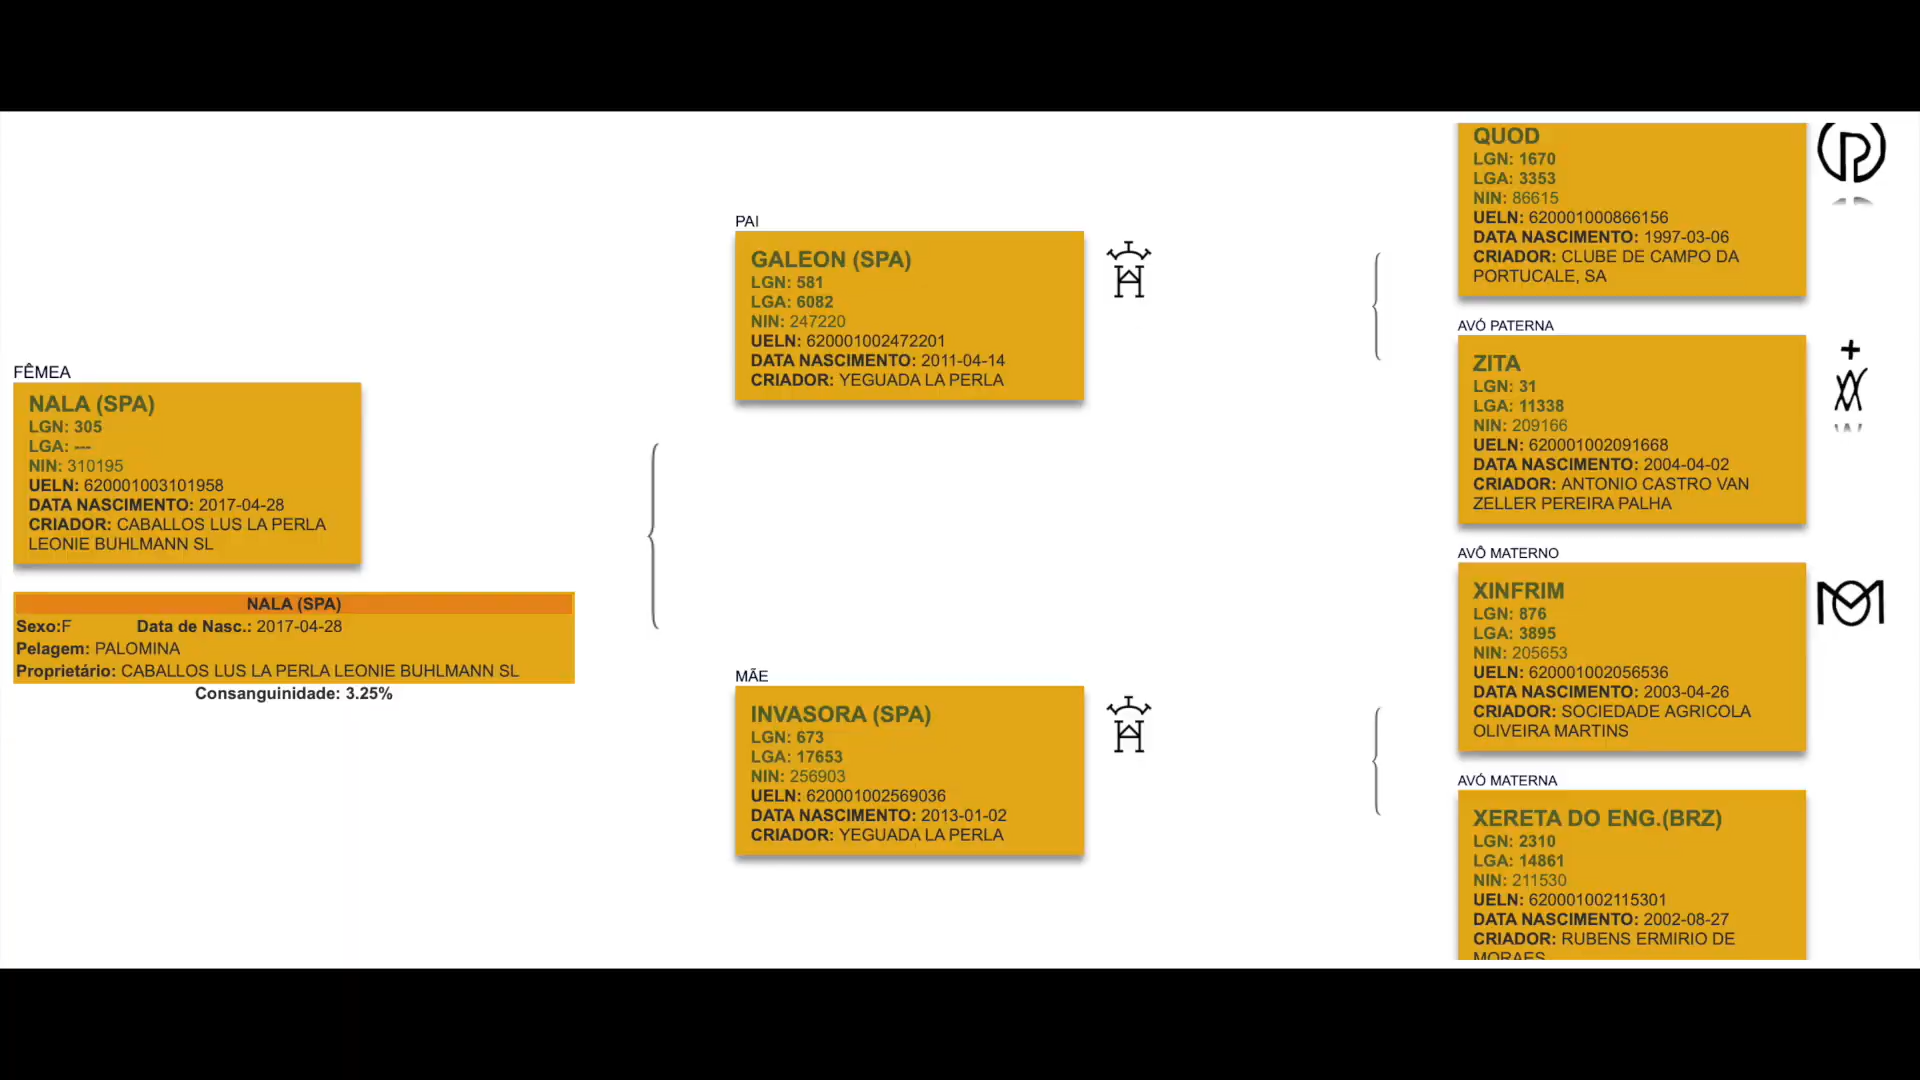 FÊMEA
NALA (SPA)
LGN: 305
LGA: ---
NIN: 310195
UELN: 620001003101958
DATA NASCIMENTO: 2017-04-28
CRIADOR: CABALLOS LUS LA PERLA
LEONIE BUHLMANN SL
NALA (SPA)
Sexo:F Data de Nasc.: 2017-04-28
Pelagem: PALOMINA
Proprietário: CABALLOS LUS LA PERLA LEONIE BUHLMANN SL
Consanguinidade: 3.25%
PAI
GALEON (SPA)
LGN: 581
LGA: 6082
NIN: 247220
UELN: 620001002472201
DATA NASCIMENTO: 2011-04-14
CRIADOR: YEGUADA LA PERLA
MÃE
INVASORA (SPA)
LGN: 673
LGA: 17653
NIN: 256903
UELN: 620001002569036
DATA NASCIMENTO: 2013-01-02
CRIADOR: YEGUADA LA PERLA
QUOD
LGN: 1670
LGA: 3353
NIN: 86615
UELN: 620001000866156
DATA NASCIMENTO: 1997-03-06
CRIADOR: CLUBE DE CAMPO DA
PORTUCALE, SA
AVÓ PATERNA
ZITA
LGN: 31
LGA: 11338
NIN: 209166
UELN: 620001002091668
DATA NASCIMENTO: 2004-04-02
CRIADOR: ANTONIO CASTRO VAN
ZELLER PEREIRA PALHA
AVÔ MATERNO
XINFRIM
LGN: 876
LGA: 3895
NIN: 205653
UELN: 620001002056536
DATA NASCIMENTO: 2003-04-26
CRIADOR: SOCIEDADE AGRICOLA
OLIVEIRA MARTINS
AVÓ MATERNA
XERETA DO ENG.(BRZ)
LGN: 2310
LGA: 14861
NIN: 211530
UELN: 620001002115301
DATA NASCIMENTO: 2002-08-27
CRIADOR: RUBENS ERMIRIO DE
MORAES